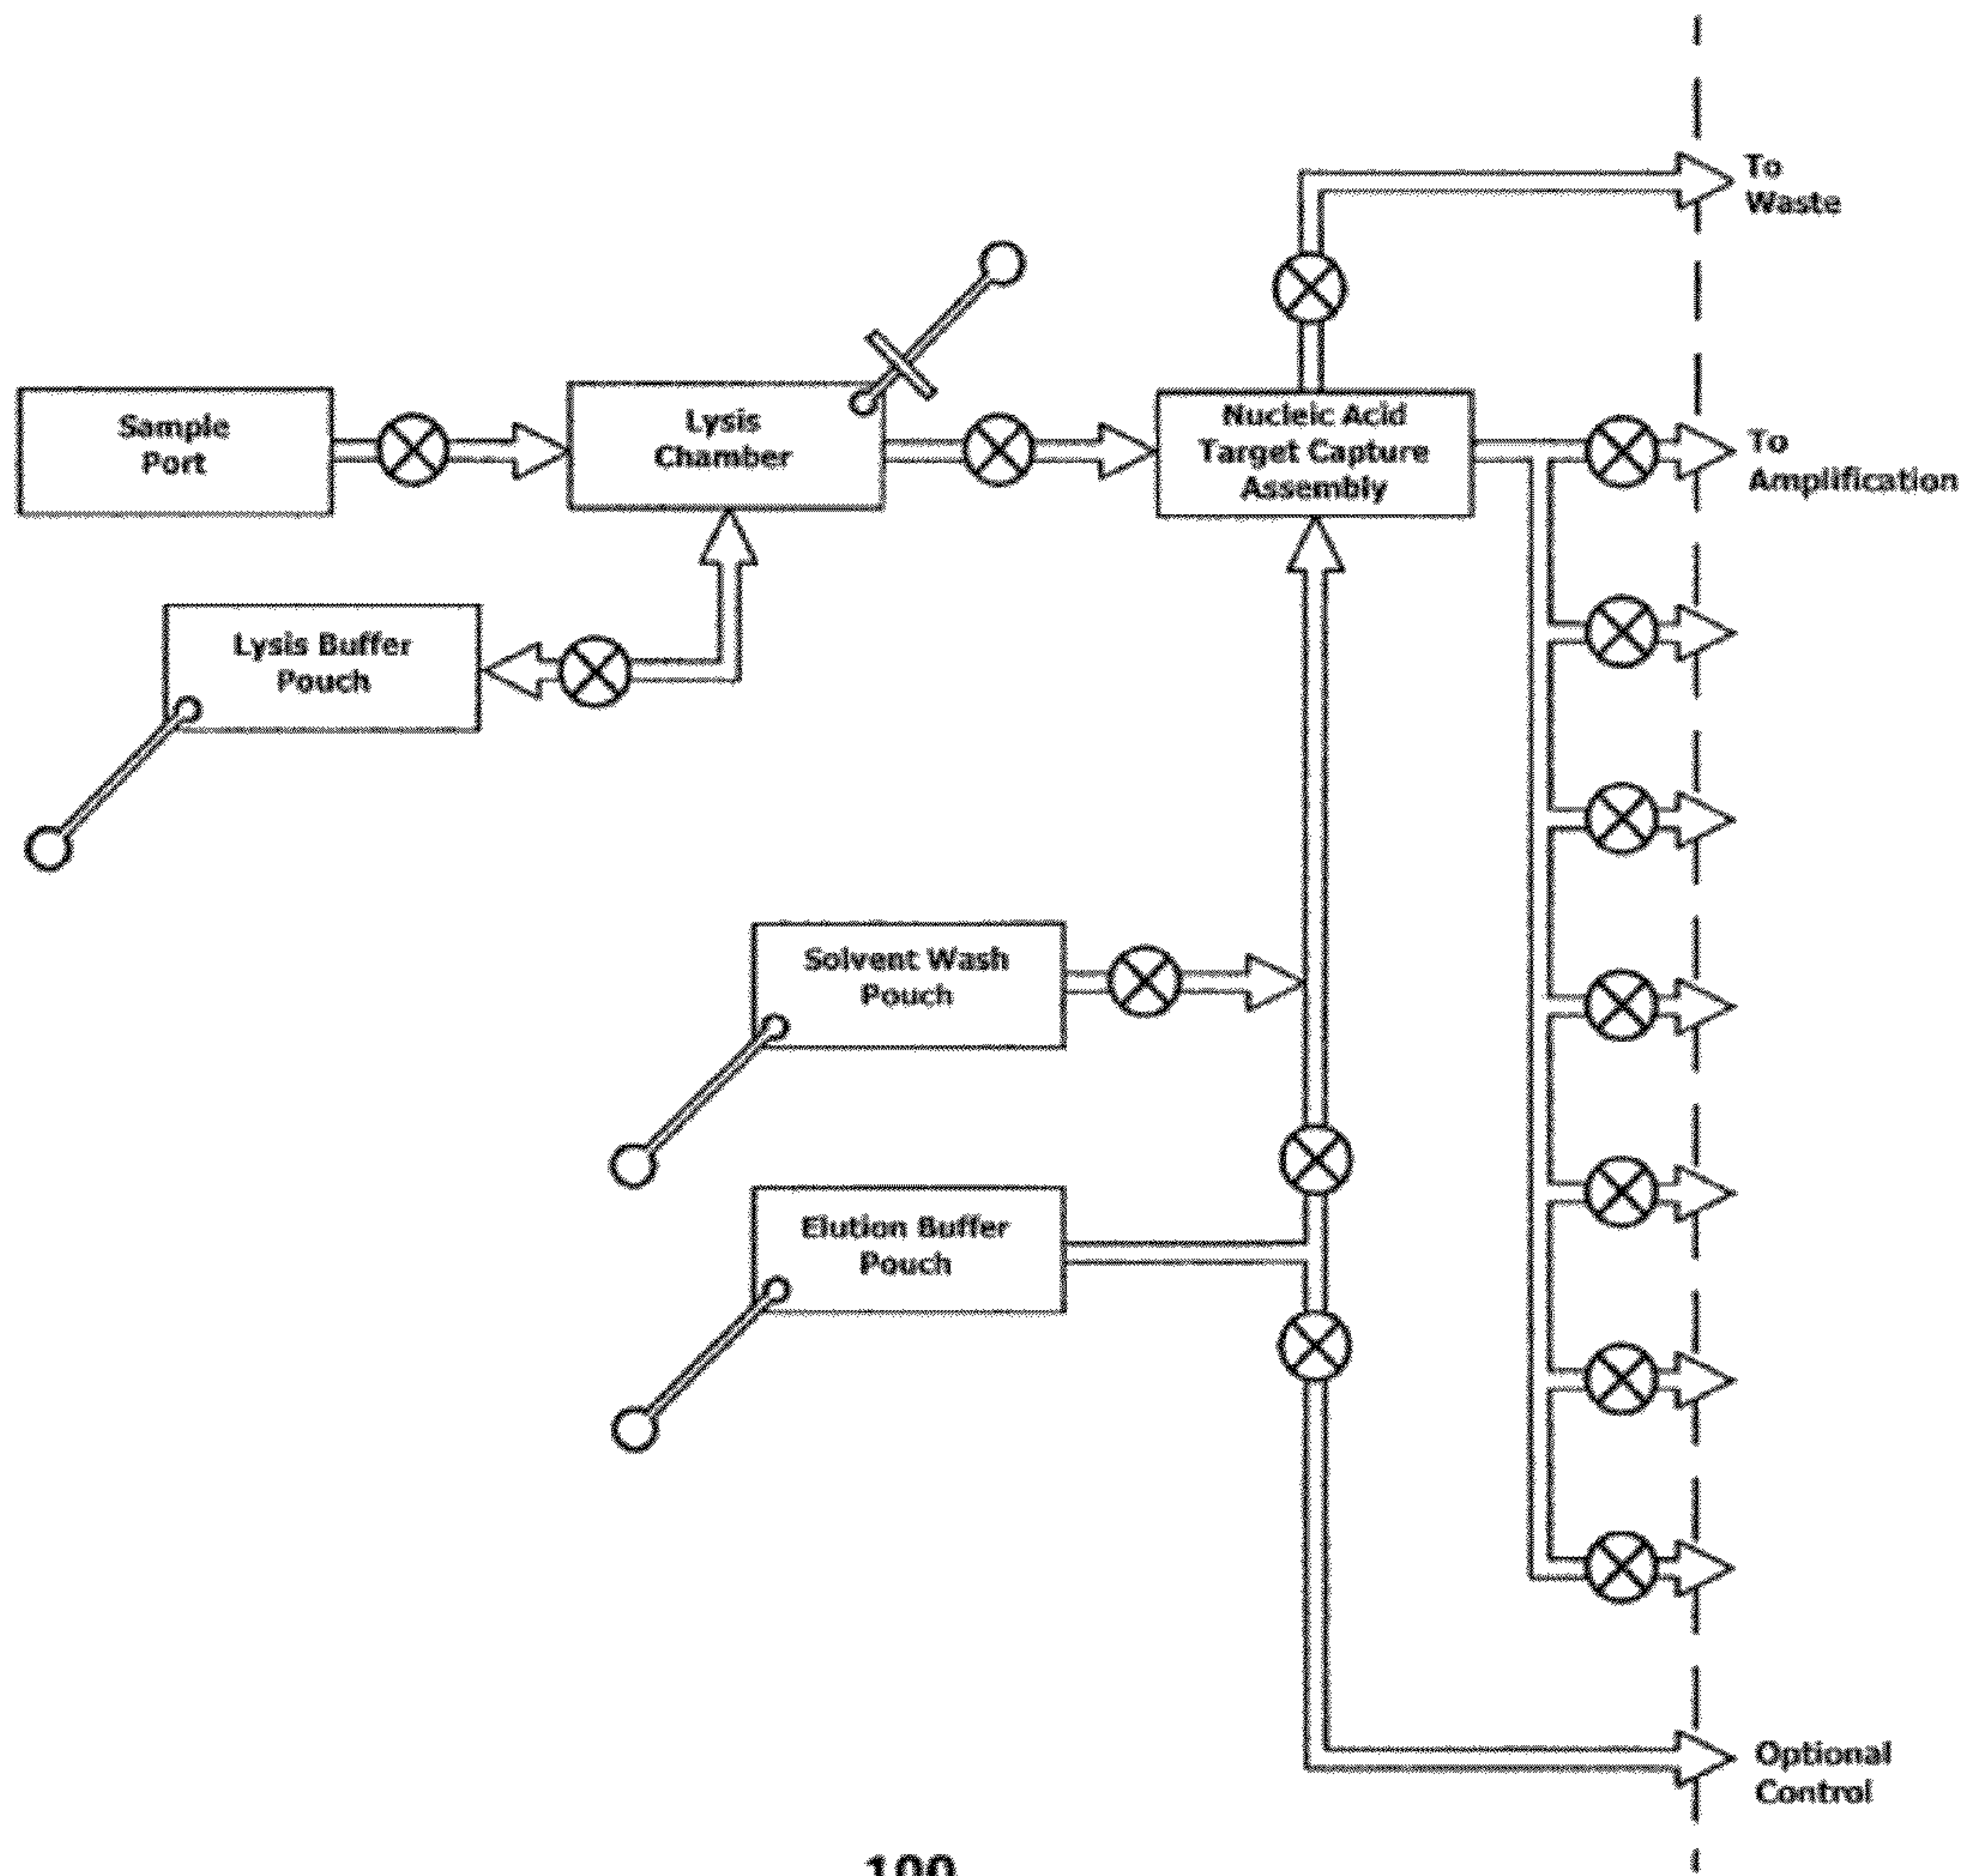 To
Waste
Sample
Port
Lysis
Chamber
Nucleic Acid
Target Capture
Assembly
To
Amplification
Lysis Buffer
Pouch
Solvent Wash
Pouch
Elution Buffer
Pouch
Optional
Control
100